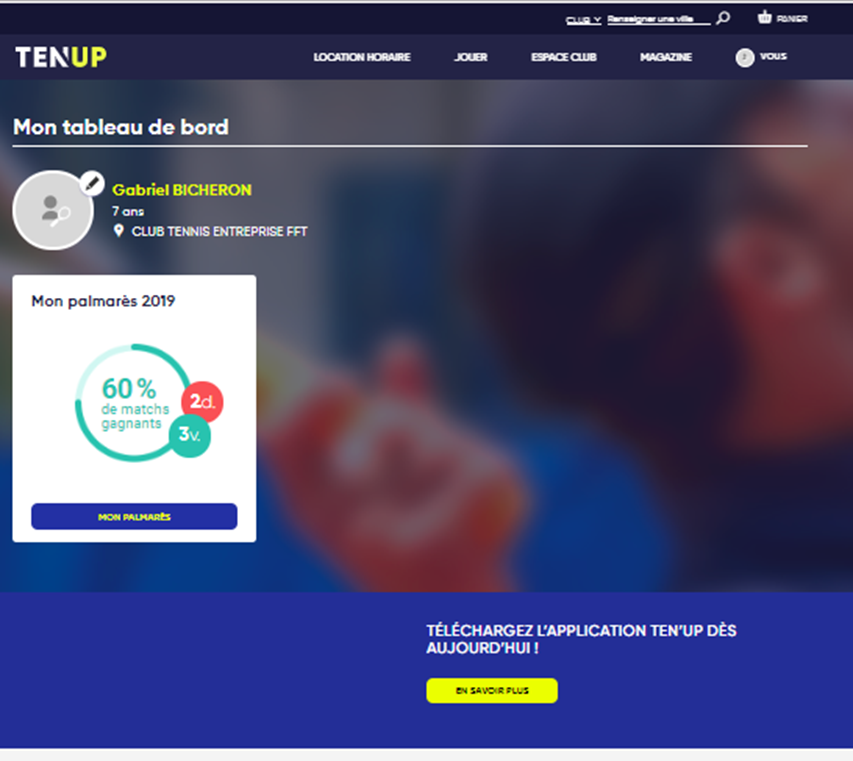 CLUB Renseigner une ville PANIER
TENUP LOCATION HORAIRE JOUER ESPACE CLUB MAGAZINE VOUS
Mon tableau de bord
Gabriel BICHERON
7 ans
CLUB TENNIS ENTREPRISE FFT
Mon palmarès 2019
60 %
de matchs
gagnants
2d.
3v.
MON PALMARÈS
TÉLÉCHARGEZ L'APPLICATION TEN'UP DÈS
AUJOURD'HUI !
EN SAVOIR PLUS